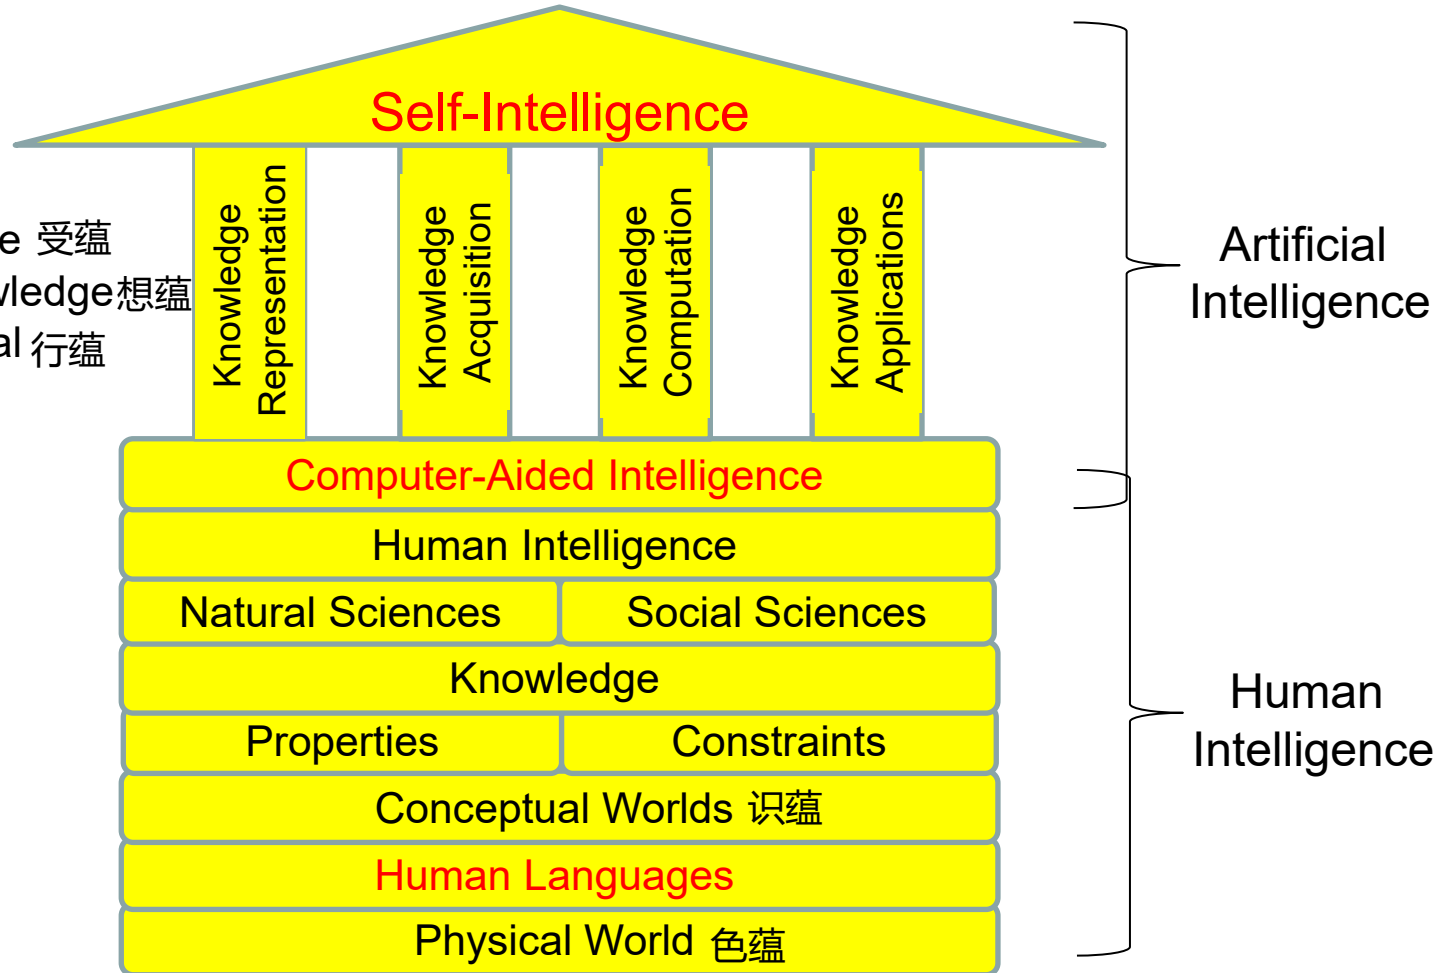 Self-Intelligence
e 受蕴
wledge想蕴
al 行蕴
Knowledge
Representation
Knowledge
Acquisition
Knowledge
Computation
Knowledge
Applications
Artificial
Intelligence
Computer-Aided Intelligence
Human Intelligence
Natural Sciences
Social Sciences
Knowledge
Properties
Constraints
Conceptual Worlds 识蕴
Human Languages
Physical World 色蕴
Human
Intelligence